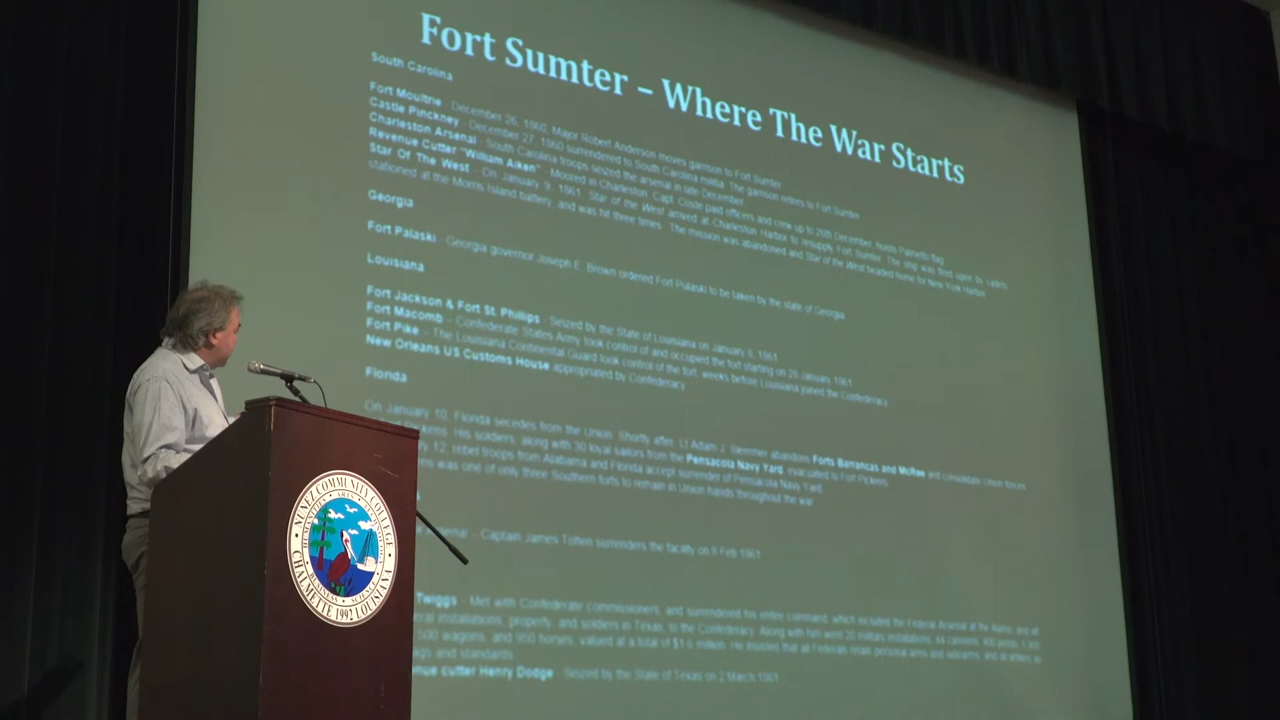 Fort Sumter – Where The War Starts
South Carolina
Fort Moultrie - December 26, 1860, Major Robert Anderson moves garrison to Fort Sumter
Castle Pinckney - December 27, 1860 surrendered to South Carolina militia. The garrison retires to Fort Sumter
Charleston Arsenal - South Carolina troops seized the arsenal in late December
Revenue Cutter "William Aiken" - Moored in Charleston, Capt. Coste paid officers and crew up to 26th December, hoists Palmetto flag
Star Of The West - On January 9, 1861, Star of the West arrived at Charleston Harbor to resupply Fort Sumter. The ship was fired upon by cadets
stationed at the Morris Island battery, and was hit three times. The mission was abandoned and Star of the West headed home for New York Harbor
Georgia
Fort Palaski - Georgia governor Joseph E. Brown ordered Fort Pulaski to be taken by the state of Georgia
Louisiana
Fort Jackson & Fort St. Phillips - Seized by the State of Louisiana on January 8, 1961
Fort Macomb – Confederate States Army took control of and occupied the fort starting on 28 January 1961
Fort Pike – The Louisiana Continental Guard took control of the fort, weeks before Louisiana joined the Confederacy
New Orleans US Customs House appropriated by Confederacy
Florida
On January 10, Florida secedes from the Union. Shortly after, Lt Adam J. Slemmer abandons Forts Barrancas and McRee and consolidate Union forces
His soldiers, along with 30 loyal sailors from the Pensacola Navy Yard, evacuated to Fort Pickens
12, rebel troops from Alabama and Florida accept surrender of Pensacola Navy Yard
was one of only three Southern forts to remain in Union hands throughout the war
– Captain James Totten surrenders the facility on 8 Feb 1961
Twiggs - Met with Confederate commissioners, and surrendered his entire command, which included the Federal Arsenal at the Alamo, and all
installations, property, and soldiers in Texas, to the Confederacy. Along with him went 20 military installations, 44 cannons, 400 pistols, 1,900
500 wagons, and 950 horses, valued at a total of $1.6 million. He insisted that all Federals retain personal arms and sidearms, and all
and standards.
cutter Henry Dodge - Seized by the State of Texas on 2 March 1961
NUNEZ COMMUNITY COLLEGE
ARTS
BUSINESS SCIENCE
CHALMETTE 1992 LOUISIANA